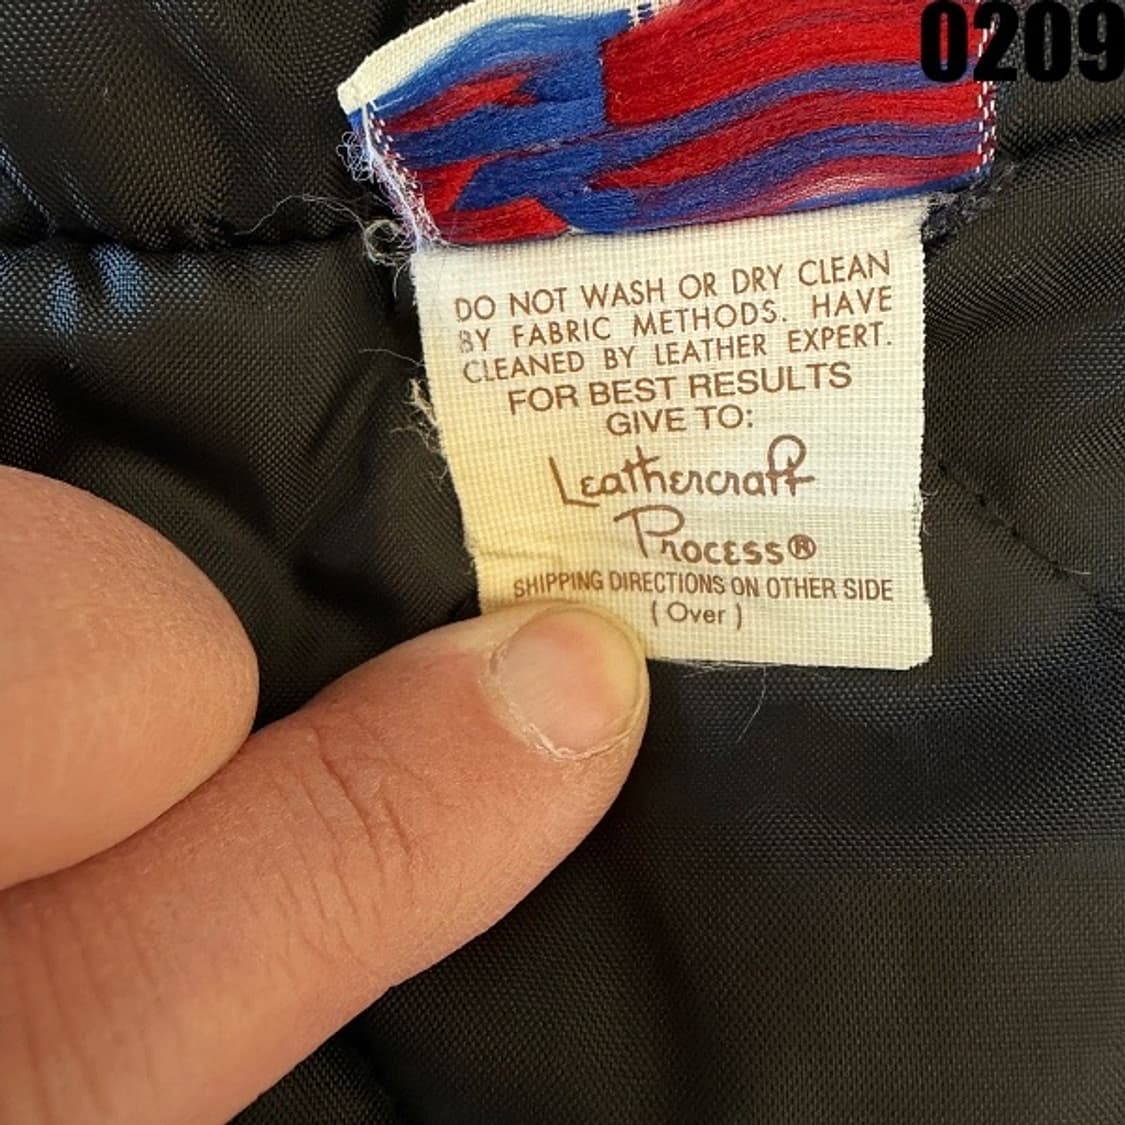 0209
DO NOT WASH OR DRY CLEAN
BY FABRIC METHODS. HAVE
CLEANED BY LEATHER EXPERT.
FOR BEST RESULTS
GIVE TO:
Leathercraft
Process®
SHIPPING DIRECTIONS ON OTHER SIDE
( Over )